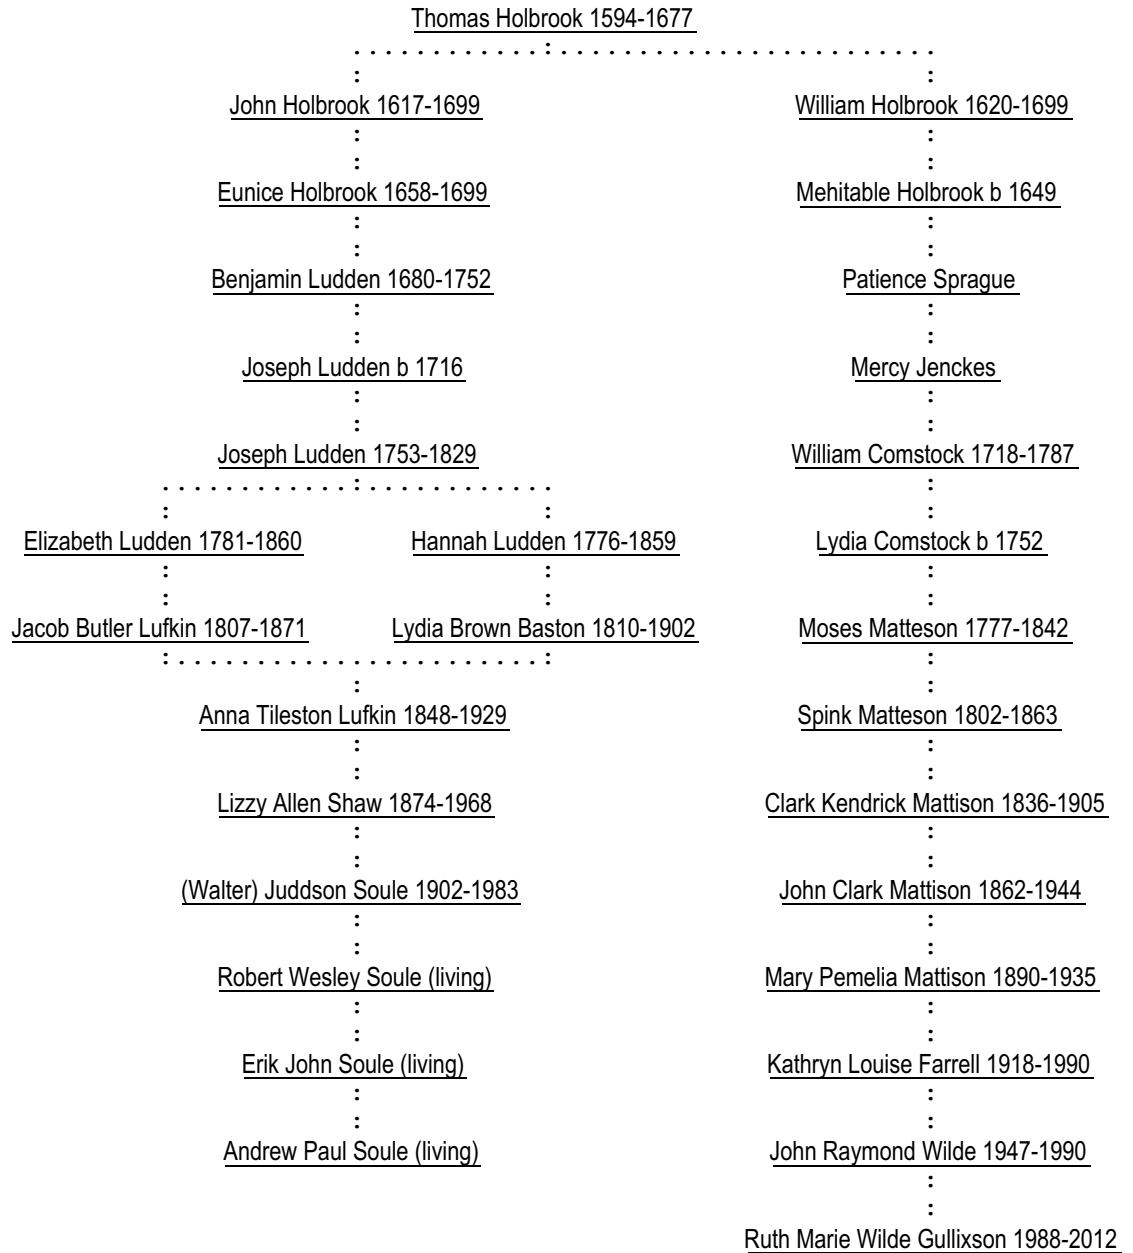 Thomas Holbrook 1594-1677
John Holbrook 1617-1699 William Holbrook 1620-1699
Eunice Holbrook 1658-1699 Mehitable Holbrook b 1649
Benjamin Ludden 1680-1752 Patience Sprague
Joseph Ludden b 1716 Mercy Jenckes
Joseph Ludden 1753-1829 William Comstock 1718-1787
Elizabeth Ludden 1781-1860 Hannah Ludden 1776-1859 Lydia Comstock b 1752
Jacob Butler Lufkin 1807-1871 Lydia Brown Baston 1810-1902 Moses Matteson 1777-1842
Anna Tileston Lufkin 1848-1929 Spink Matteson 1802-1863
Lizzy Allen Shaw 1874-1968 Clark Kendrick Mattison 1836-1905
(Walter) Juddson Soule 1902-1983 John Clark Mattison 1862-1944
Robert Wesley Soule (living) Mary Pemelia Mattison 1890-1935
Erik John Soule (living) Kathryn Louise Farrell 1918-1990
Andrew Paul Soule (living) John Raymond Wilde 1947-1990
Ruth Marie Wilde Gullixson 1988-2012